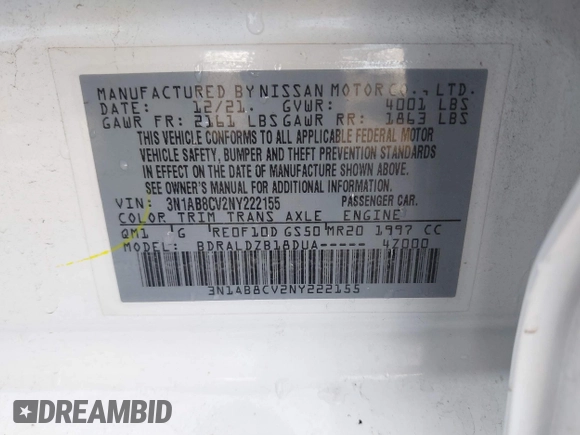 MANUFACTURED BY NISSAN MOTOR CO., LTD.
DATE: 12/21. GVWR: 4001 LBS
GAWR FR: 2161 LBS GAWR RR: 1863 LBS
THIS VEHICLE CONFORMS TO ALL APPLICABLE FEDERAL MOTOR
VEHICLE SAFETY, BUMPER AND THEFT PREVENTION STANDARDS
IN EFFECT ON THE DATE OF MANUFACTURE SHOWN ABOVE.
SEE OWNER'S MANUAL FOR ADDITIONAL INFORMATION.
VIN: 3N1AB8CV2NY222155 PASSENGER CAR.
COLOR TRIM TRANS AXLE ENGINE
QM1 G RE0F10D GS50 MR20 1997 CC
MODEL: BDRALDZB18DUA----- 4Z000
3N1AB8CV2NY222155
DREAMBID